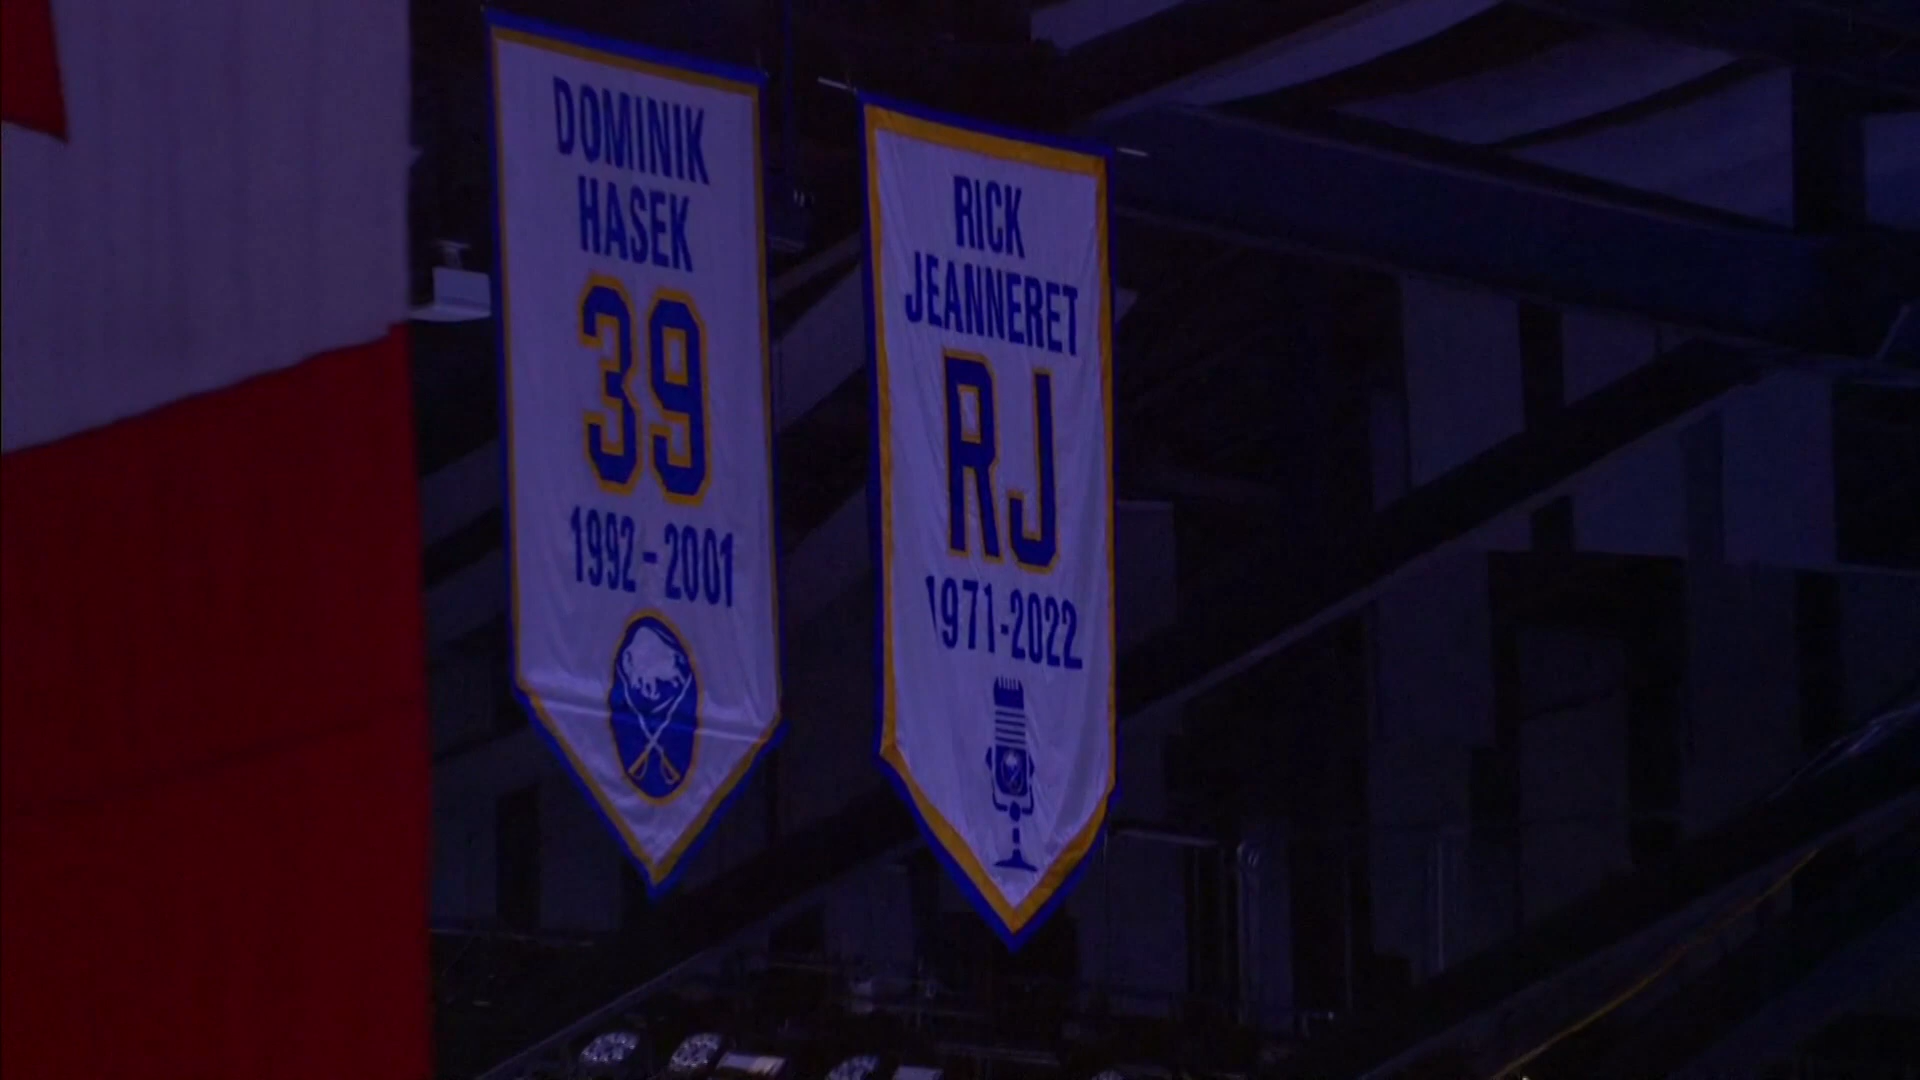 DOMINIK
HASEK
39
1992-2001
RICK
JEANNERET
RJ
1971-2022